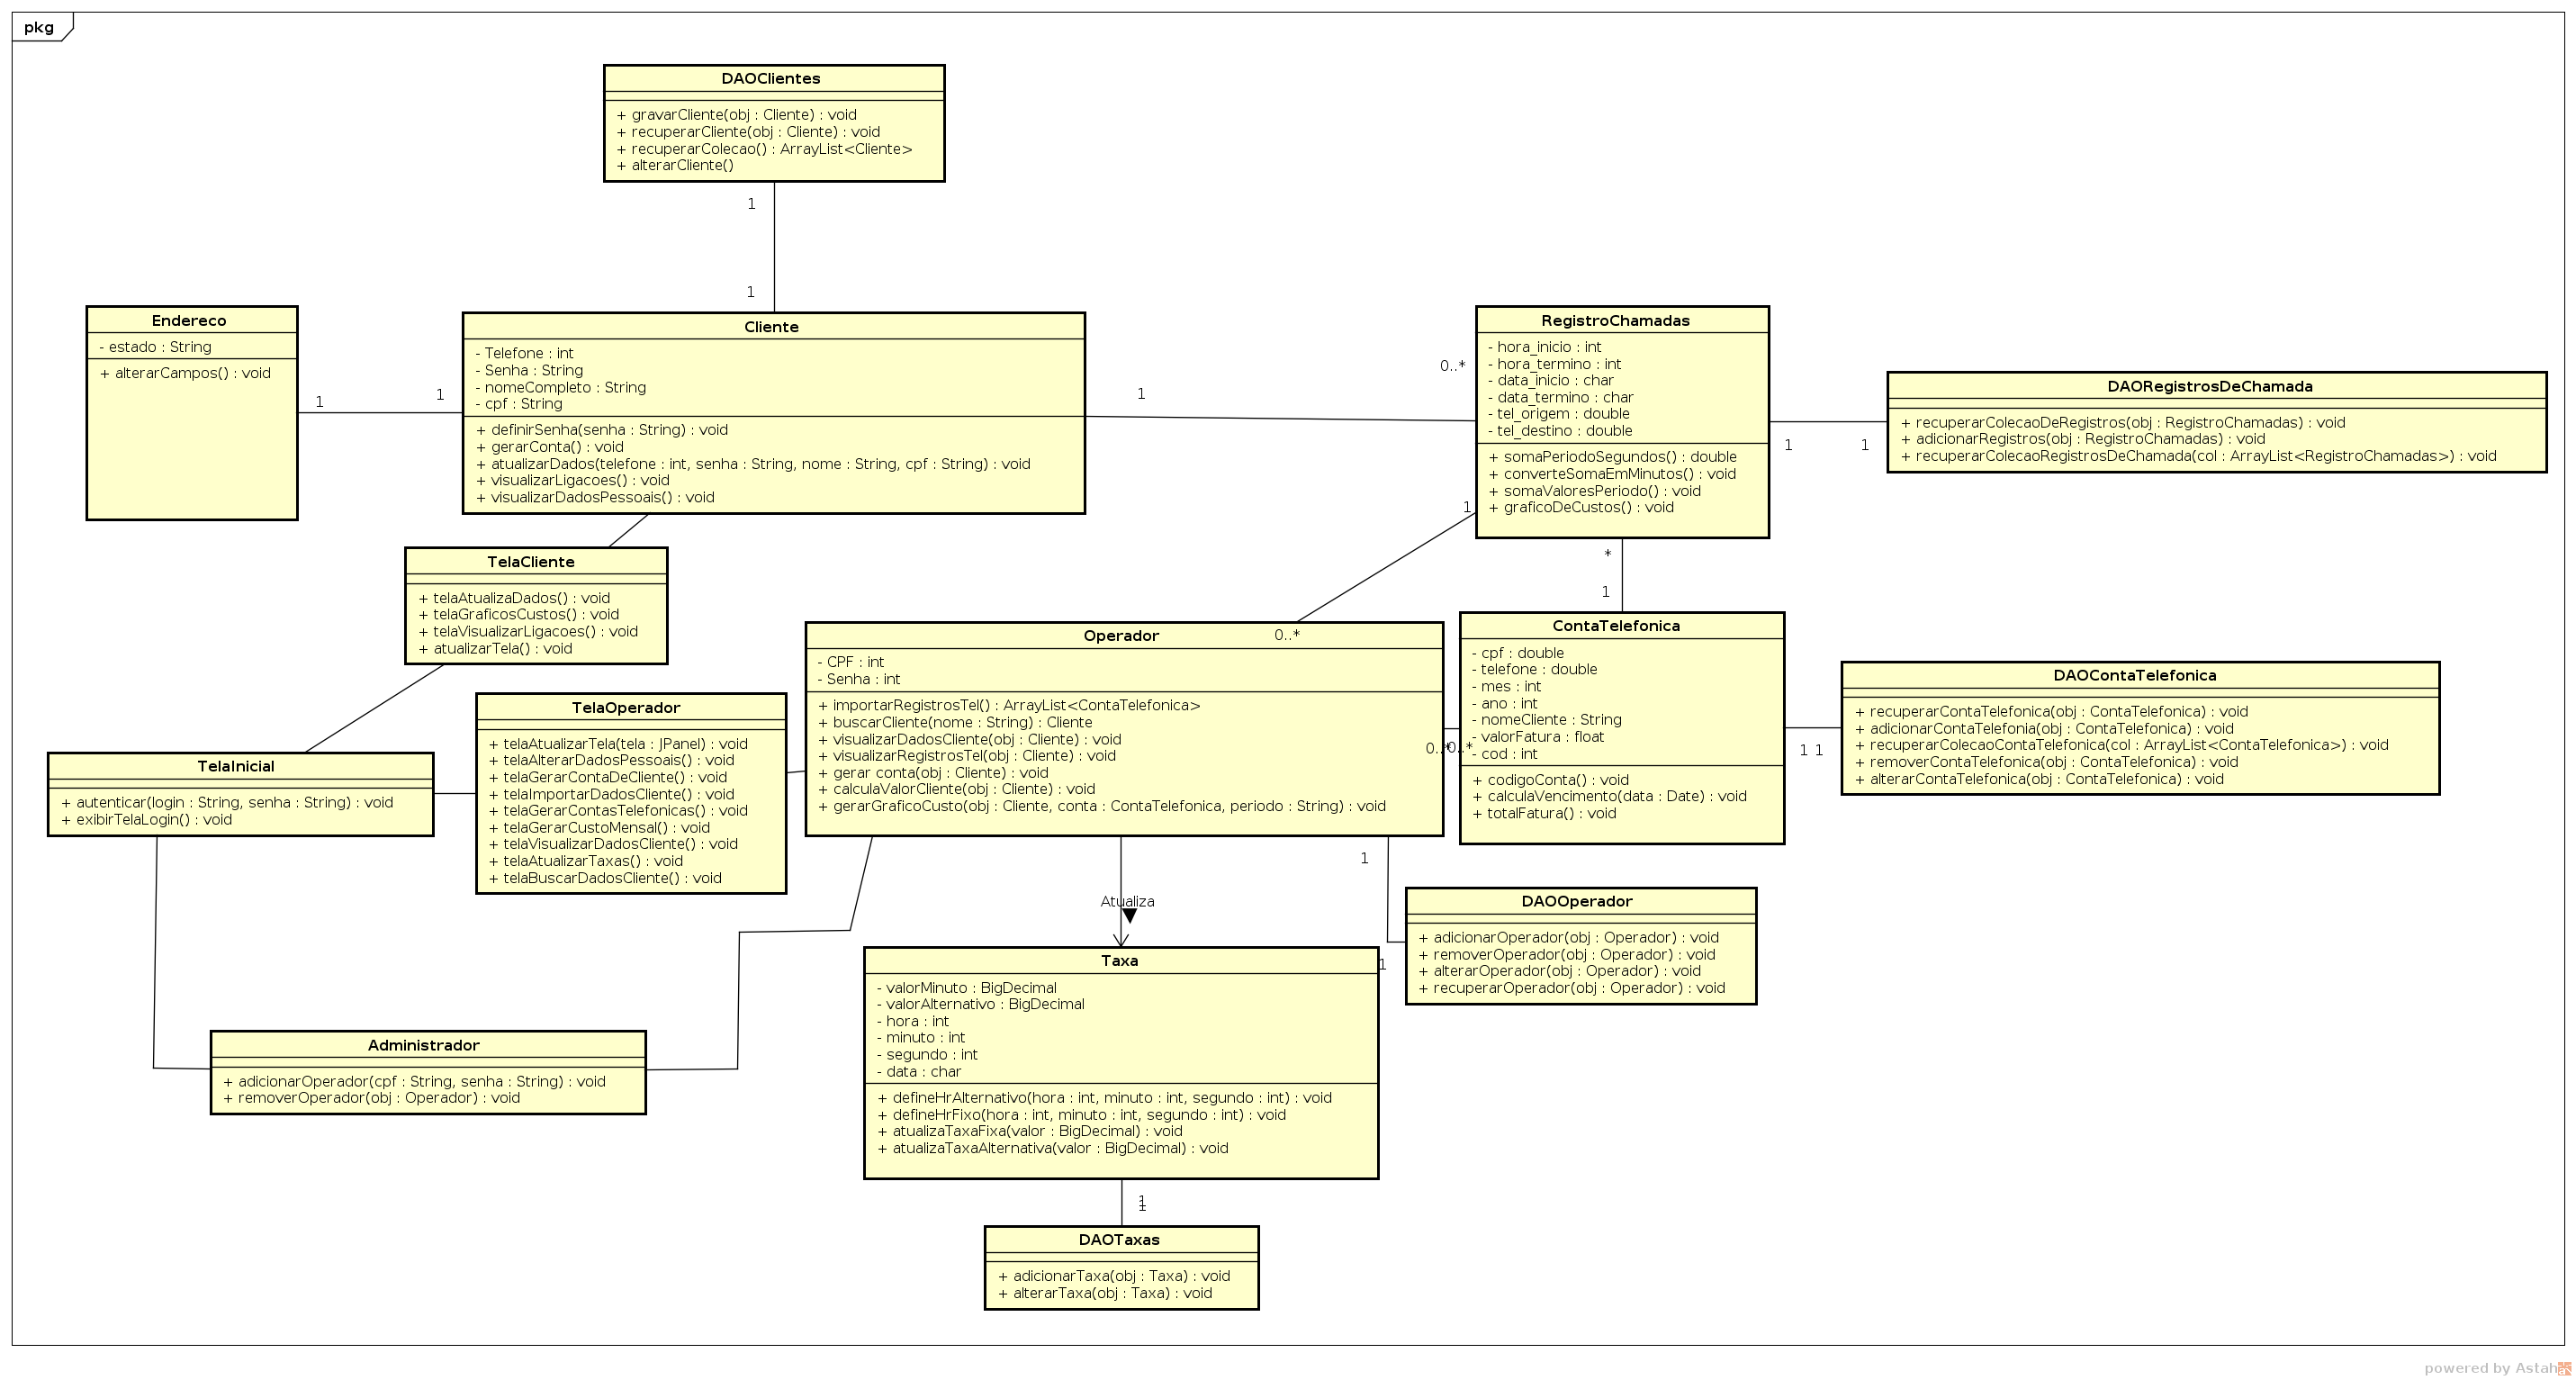 pkg
DAOClientes
+ gravarCliente(obj : Cliente) : void
+ recuperarCliente(obj : Cliente) : void
+ recuperarColecao() : ArrayList<Cliente>
+ alterarCliente()
1
1
Endereco
- estado : String
+ alterarCampos() : void
1
1
Cliente
- Telefone : int
- Senha : String
- nomeCompleto : String
- cpf : String
+ definirSenha(senha : String) : void
+ gerarConta() : void
+ atualizarDados(telefone : int, senha : String, nome : String, cpf : String) : void
+ visualizarLigacoes() : void
+ visualizarDadosPessoais() : void
1
0..*
RegistroChamadas
- hora_inicio : int
- hora_termino : int
- data_inicio : char
- data_termino : char
- tel_origem : double
- tel_destino : double
+ somaPeriodoSegundos() : double
+ converteSomaEmMinutos() : void
+ somaValoresPeriodo() : void
+ graficoDeCustos() : void
1
1
DAORegistrosDeChamada
+ recuperarColecaoDeRegistros(obj : RegistroChamadas) : void
+ adicionarRegistros(obj : RegistroChamadas) : void
+ recuperarColecaoRegistrosDeChamada(col : ArrayList<RegistroChamadas>) : void
1
0..*
*
1
TelaCliente
+ telaAtualizaDados() : void
+ telaGraficosCustos() : void
+ telaVisualizarLigacoes() : void
+ atualizarTela() : void
TelaOperador
+ telaAtualizarTela(tela : JPanel) : void
+ telaAlterarDadosPessoais() : void
+ telaGerarContaDeCliente() : void
+ telaImportarDadosCliente() : void
+ telaGerarContasTelefonicas() : void
+ telaGerarCustoMensal() : void
+ telaVisualizarDadosCliente() : void
+ telaAtualizarTaxas() : void
+ telaBuscarDadosCliente() : void
Operador
- CPF : int
- Senha : int
+ importarRegistrosTel() : ArrayList<ContaTelefonica>
+ buscarCliente(nome : String) : Cliente
+ visualizarDadosCliente(obj : Cliente) : void
+ visualizarRegistrosTel(obj : Cliente) : void
+ gerar conta(obj : Cliente) : void
+ calculaValorCliente(obj : Cliente) : void
+ gerarGraficoCusto(obj : Cliente, conta : ContaTelefonica, periodo : String) : void
0..*
0..*
ContaTelefonica
- cpf : double
- telefone : double
- mes : int
- ano : int
- nomeCliente : String
- valorFatura : float
- cod : int
+ codigoConta() : void
+ calculaVencimento(data : Date) : void
+ totalFatura() : void
1
1
DAOContaTelefonica
+ recuperarContaTelefonica(obj : ContaTelefonica) : void
+ adicionarContaTelefonia(obj : ContaTelefonica) : void
+ recuperarColecaoContaTelefonica(col : ArrayList<ContaTelefonica>) : void
+ removerContaTelefonica(obj : ContaTelefonica) : void
+ alterarContaTelefonica(obj : ContaTelefonica) : void
TelaInicial
+ autenticar(login : String, senha : String) : void
+ exibirTelaLogin() : void
1
1
Atualiza
DAOOperador
+ adicionarOperador(obj : Operador) : void
+ removerOperador(obj : Operador) : void
+ alterarOperador(obj : Operador) : void
+ recuperarOperador(obj : Operador) : void
Taxa
- valorMinuto : BigDecimal
- valorAlternativo : BigDecimal
- hora : int
- minuto : int
- segundo : int
- data : char
+ defineHrAlternativo(hora : int, minuto : int, segundo : int) : void
+ defineHrFixo(hora : int, minuto : int, segundo : int) : void
+ atualizaTaxaFixa(valor : BigDecimal) : void
+ atualizaTaxaAlternativa(valor : BigDecimal) : void
Administrador
+ adicionarOperador(cpf : String, senha : String) : void
+ removerOperador(obj : Operador) : void
1
1
DAOTaxas
+ adicionarTaxa(obj : Taxa) : void
+ alterarTaxa(obj : Taxa) : void
powered by Astah